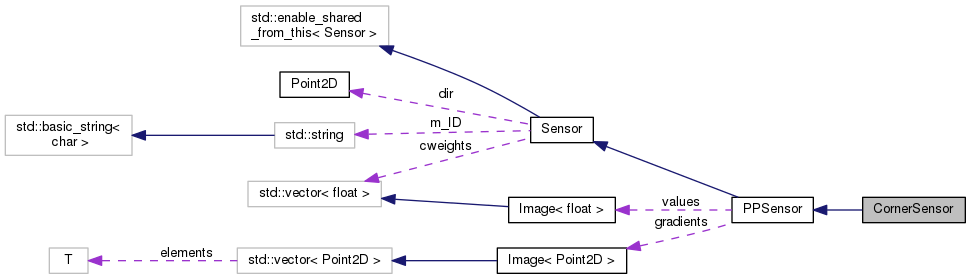 std::enable_shared
_from_this< Sensor >
Point2D
dir
std::basic_string<
char >
std::string
m_ID
Sensor
cweights
std::vector< float >
Image< float >
values
PPSensor
CornerSensor
gradients
T
elements
std::vector< Point2D >
Image< Point2D >